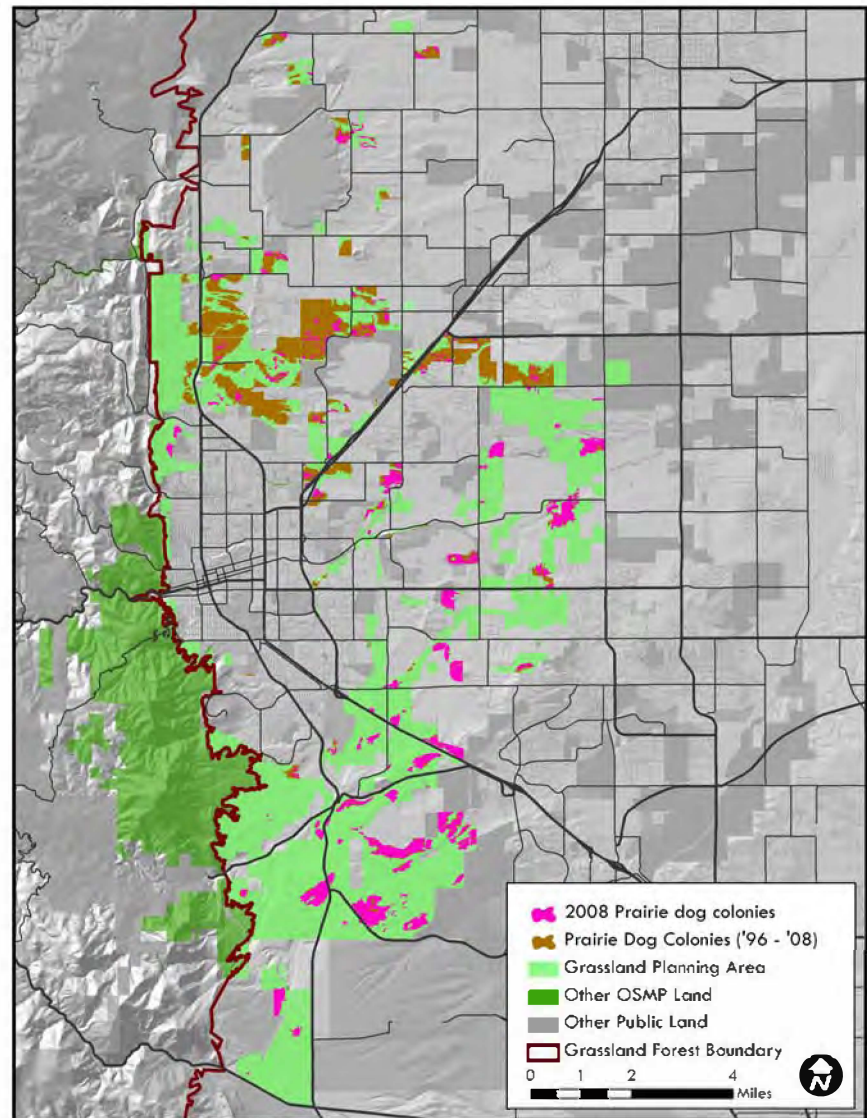 2008 Prairie dog colonies
Prairie Dog Colonies ('96 - '08)
Grassland Planning Area
Other OSMP Land
Other Public Land
Grassland Forest Boundary
0 1 2 4
Miles
N